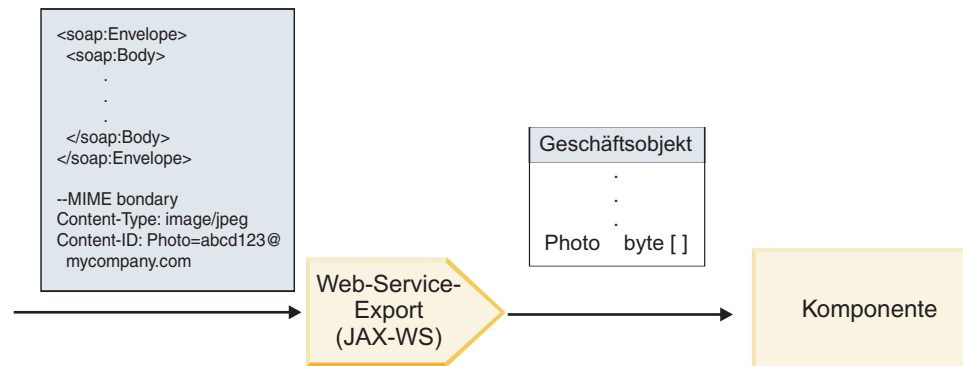 <soap:Envelope>
<soap:Body>
.
.
.
</soap:Body>
</soap:Envelope>
--MIME bondary
Content-Type: image/jpeg
Content-ID: Photo=abcd123@
mycompany.com
Geschäftsobjekt
.
.
.
Photo byte [ ]
Web-Service-
Export
(JAX-WS)
Komponente